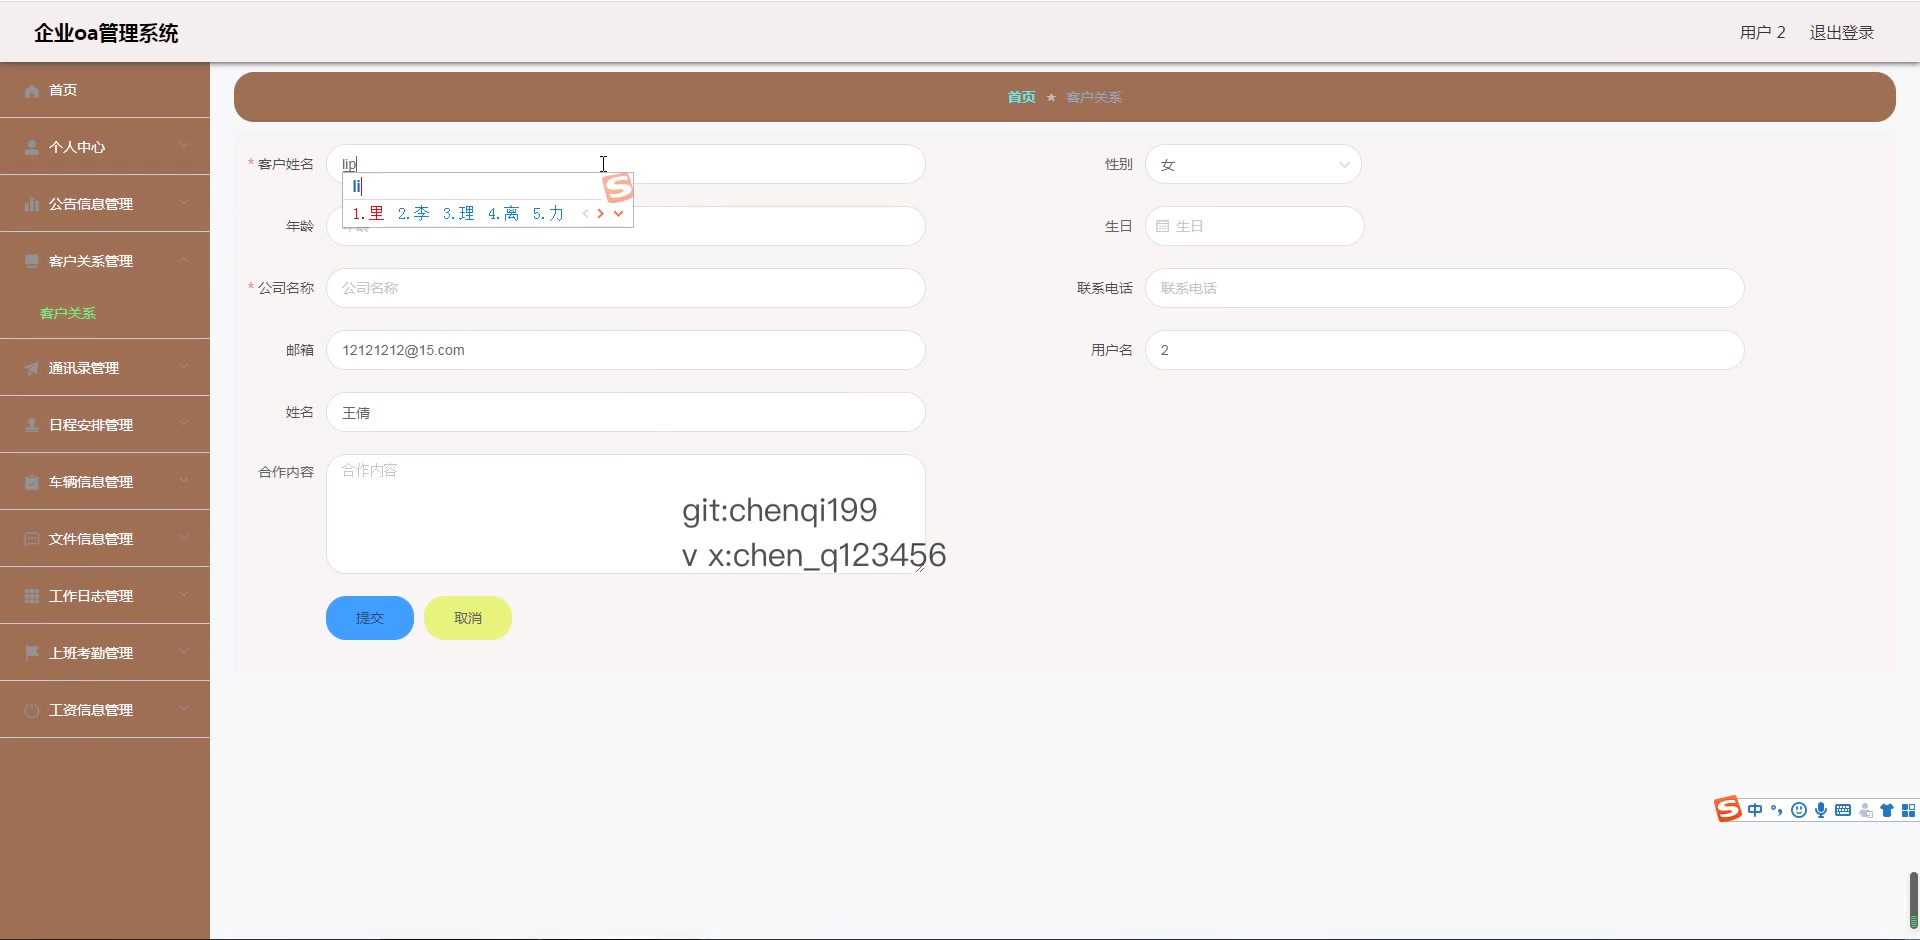 企业oa管理系统
用户 2
退出登录
首页
个人中心
公告信息管理
客户关系管理
客户关系
通讯录管理
日程安排管理
车辆信息管理
文件信息管理
工作日志管理
上班考勤管理
工资信息管理
首页 ★ 客户关系
* 客户姓名
lip
性别
女
li
1.里 2.李 3.理 4.离 5.力
年龄
生日
生日
* 公司名称
公司名称
联系电话
联系电话
邮箱
12121212@15.com
用户名
2
姓名
王倩
合作内容
合作内容
git:chenqi199
v x:chen_q123456
提交
取消
中